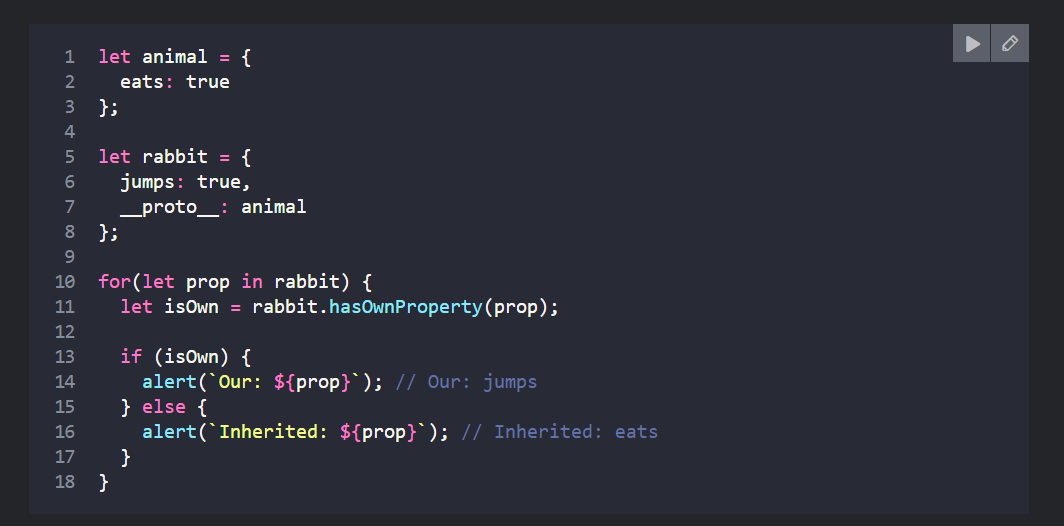 1 let animal = {
2   eats: true
3 };
4
5 let rabbit = {
6   jumps: true,
7   __proto__: animal
8 };
9
10 for(let prop in rabbit) {
11   let isOwn = rabbit.hasOwnProperty(prop);
12
13   if (isOwn) {
14     alert(`Our: ${prop}`); // Our: jumps
15   } else {
16     alert(`Inherited: ${prop}`); // Inherited: eats
17   }
18 }